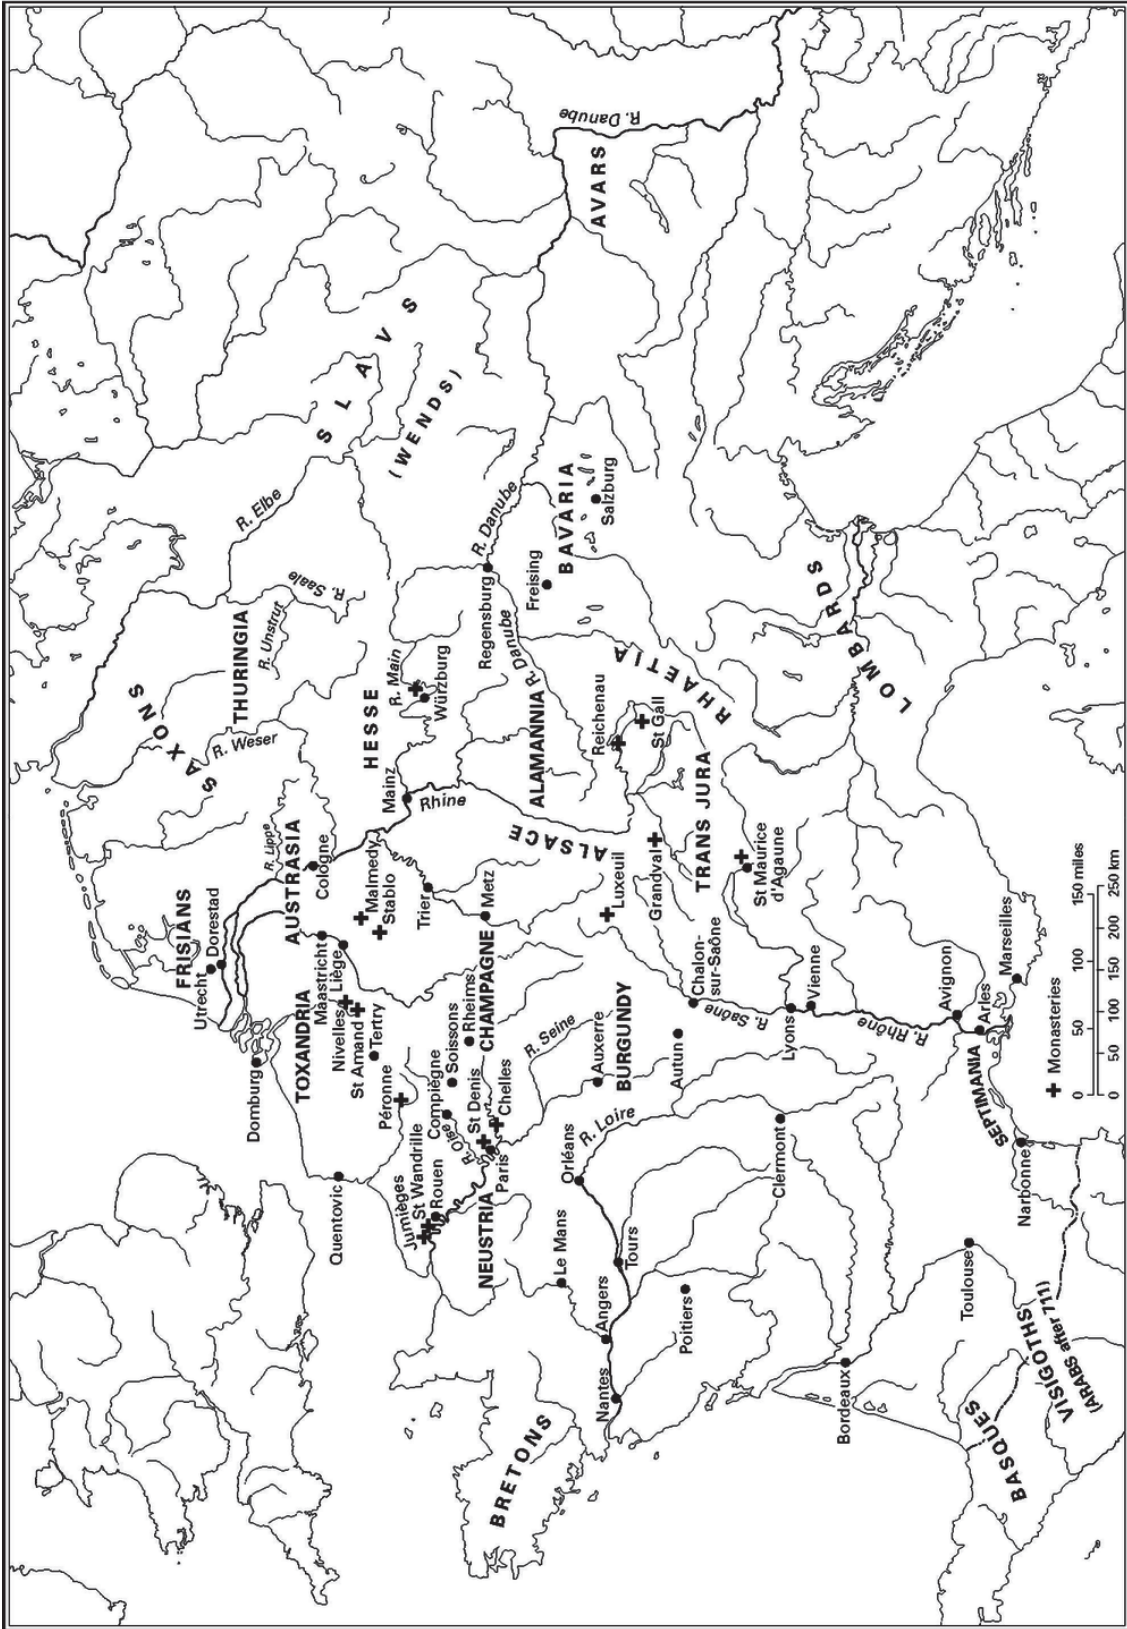 FRISIANS
Utrecht
Dorestad
SAXONS
R. Weser
THURINGIA
R. Unstrut
R. Saale
R. Elbe
SLAVS
(WENDS)
Domburg
TOXANDRIA
AUSTRASIA
R. Lippe
Cologne
Maastricht
Liège
Nivelles
St Amand
Tertry
Malmedy
Stablo
HESSE
R. Main
Würzburg
Mainz
Rhine
Quentovic
Péronne
Jumièges
St Wandrille
Rouen
Compiègne
R. Oise
Soissons
Rheims
St Denis
Chelles
Paris
NEUSTRIA
CHAMPAGNE
Trier
Metz
R. Seine
ALSACE
ALAMANNIA
R. Danube
Regensburg
R. Danube
Freising
BAVARIA
Salzburg
AVARS
R. Danube
BRETONS
Le Mans
Orléans
R. Loire
Nantes
Angers
Tours
Poitiers
Auxerre
BURGUNDY
Autun
Luxeuil
Grandval
Reichenau
St Gall
RHAETIA
TRANS JURA
Chalon-
sur-Saône
R. Saône
St Maurice
d'Agaune
Clermont
Lyons
Vienne
R. Rhône
LOMBARDS
Bordeaux
Toulouse
Avignon
Arles
Marseilles
SEPTIMANIA
Narbonne
BASQUES
VISIGOTHS
(ARABS after 711)
Monasteries
0 50 100 150 miles
0 50 100 150 200 250 km